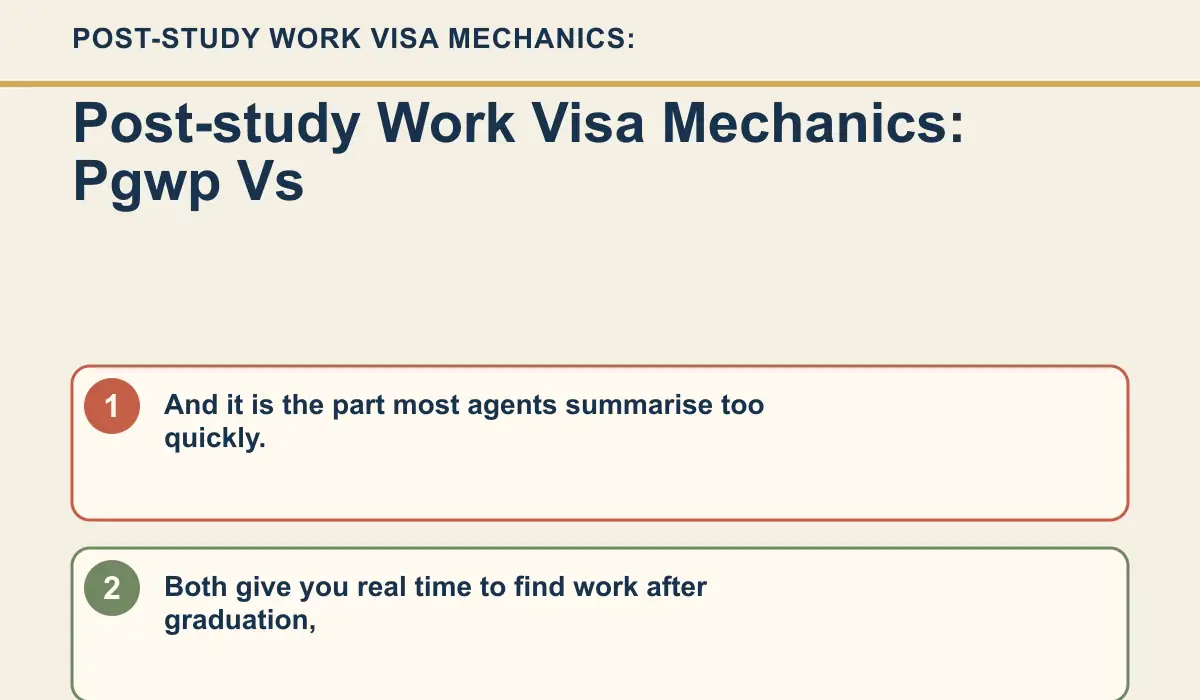 POST-STUDY WORK VISA MECHANICS:
Post-study Work Visa Mechanics:
Pgwp Vs
1
And it is the part most agents summarise too
quickly.
2
Both give you real time to find work after
graduation,